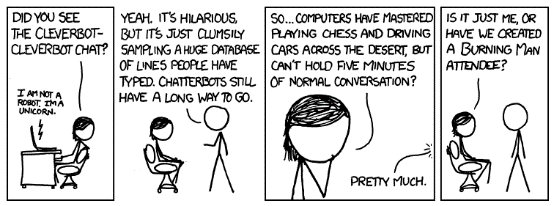 DID YOU SEE
THE CLEVERBOT-
CLEVERBOT CHAT?
I AM NOT A
ROBOT. I'M A
UNICORN.
YEAH. IT'S HILARIOUS,
BUT IT'S JUST CLUMSILY
SAMPLING A HUGE DATABASE
OF LINES PEOPLE HAVE
TYPED. CHATTERBOTS STILL
HAVE A LONG WAY TO GO.
SO... COMPUTERS HAVE MASTERED
PLAYING CHESS AND DRIVING
CARS ACROSS THE DESERT, BUT
CAN'T HOLD FIVE MINUTES
OF NORMAL CONVERSATION?
PRETTY MUCH.
IS IT JUST ME, OR
HAVE WE CREATED
A BURNING MAN
ATTENDEE?